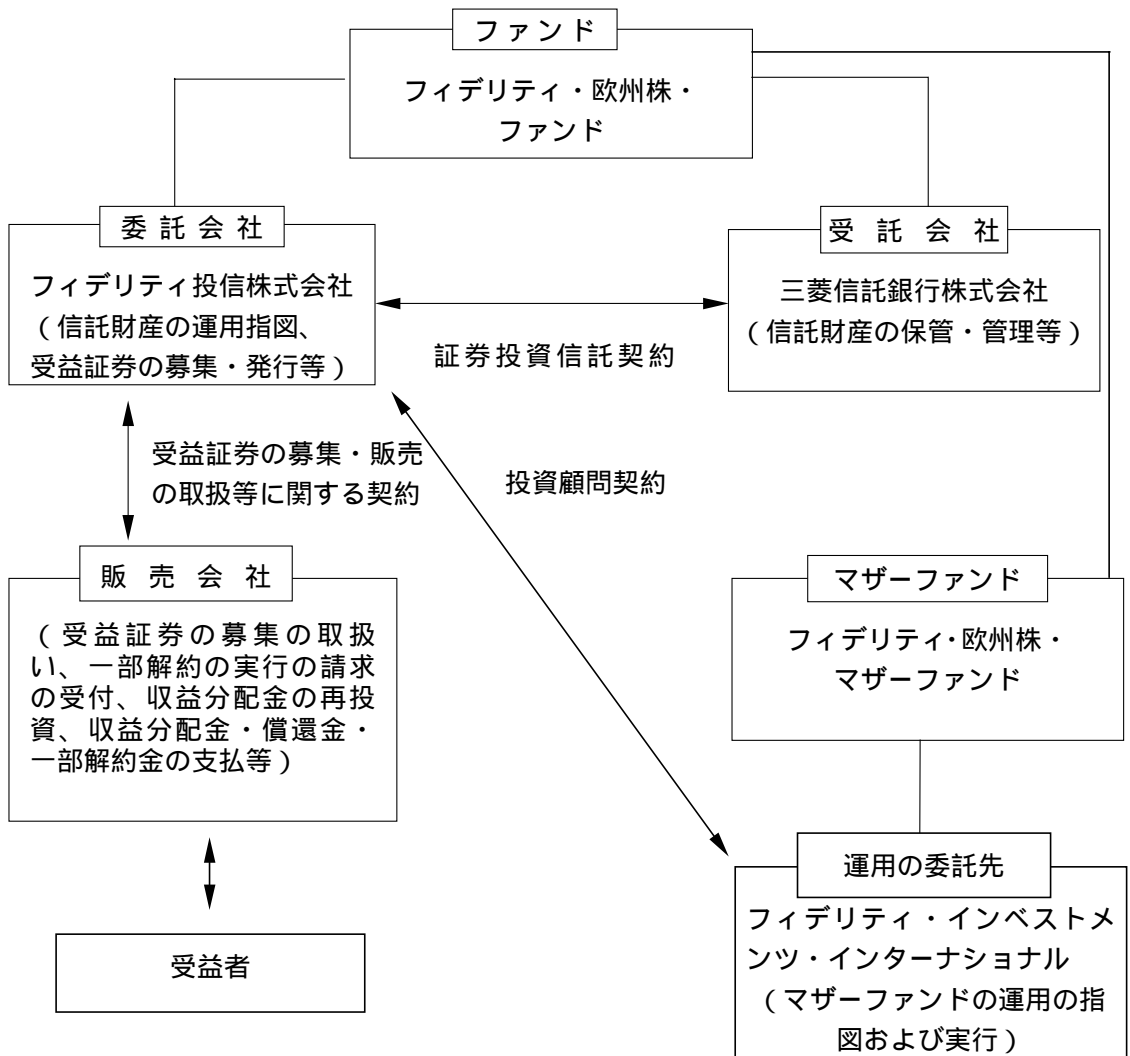 ファンド
フィデリティ・欧州株・
ファンド
委託会社
フィデリティ投信株式会社
（信託財産の運用指図、
受益証券の募集・発行等）
受託会社
三菱信託銀行株式会社
（信託財産の保管・管理等）
証券投資信託契約
受益証券の募集・販売
の取扱等に関する契約
投資顧問契約
販売会社
（受益証券の募集の取扱
い、一部解約の実行の請求
の受付、収益分配金の再投
資、収益分配金・償還金・
一部解約金の支払等）
マザーファンド
フィデリティ・欧州株・
マザーファンド
受益者
運用の委託先
フィデリティ・インベストメ
ンツ・インターナショナル
（マザーファンドの運用の指
図および実行）